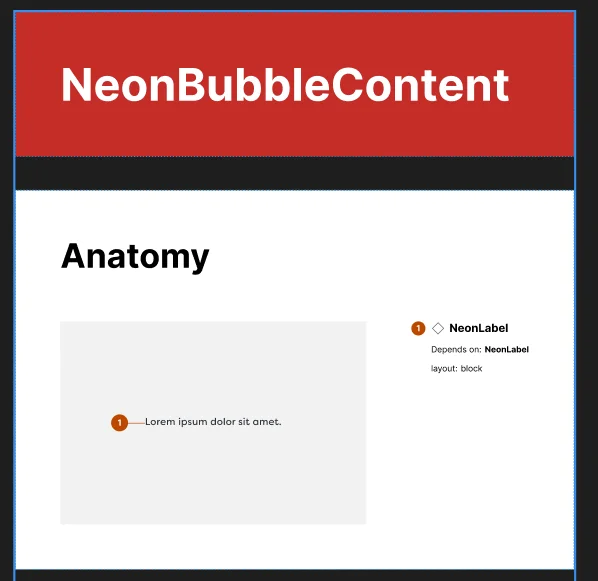 NeonBubbleContent
Anatomy
1 NeonLabel
Depends on: NeonLabel
layout: block
1 Lorem ipsum dolor sit amet.